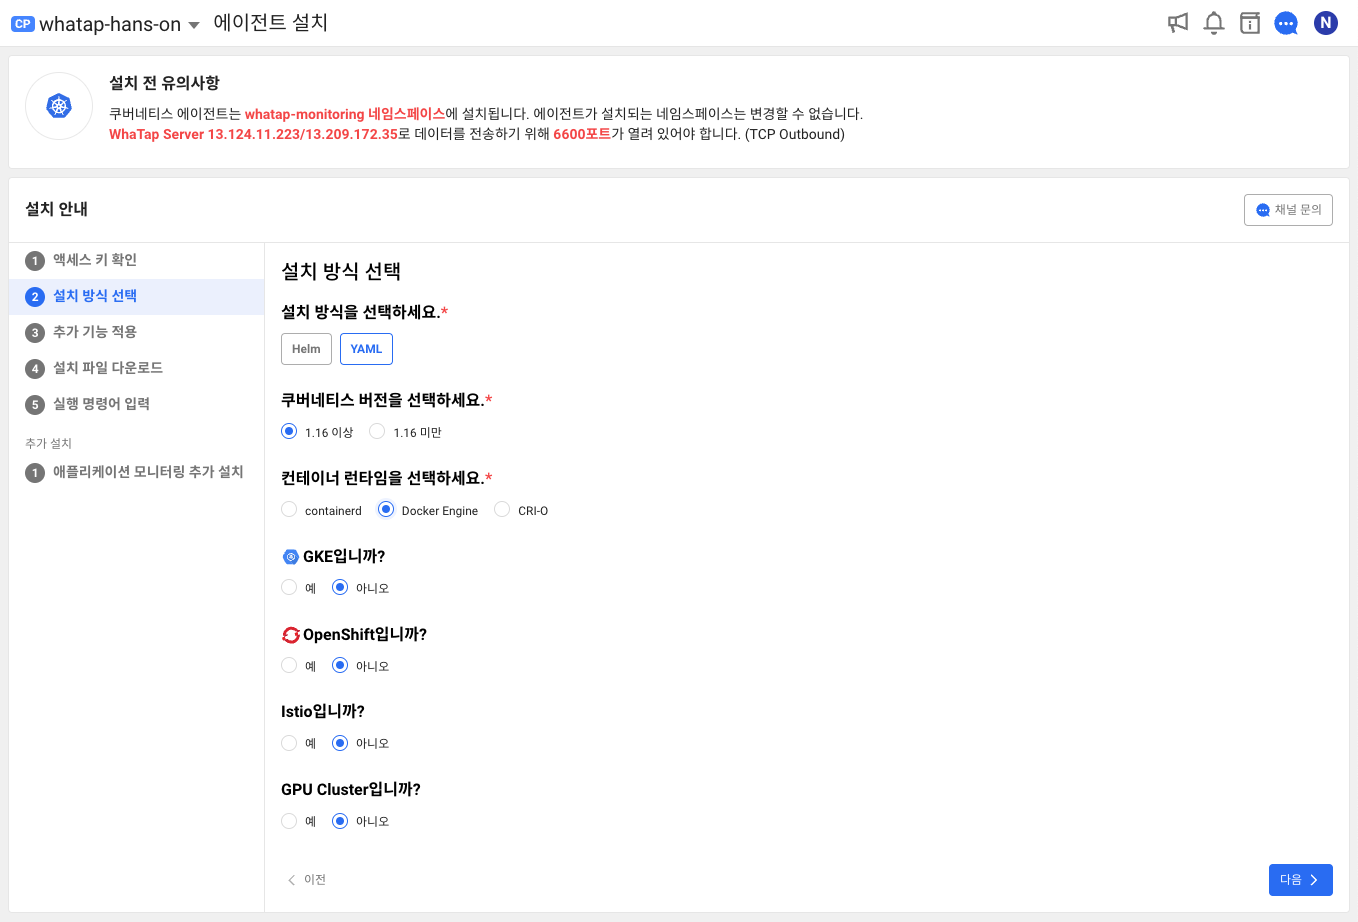 CP whatap-hans-on 에이전트 설치
N
설치 전 유의사항
쿠버네티스 에이전트는 whatap-monitoring 네임스페이스에 설치됩니다. 에이전트가 설치되는 네임스페이스는 변경할 수 없습니다.
WhaTap Server 13.124.11.223/13.209.172.35로 데이터를 전송하기 위해 6600포트가 열려 있어야 합니다. (TCP Outbound)
설치 안내
채널 문의
1 액세스 키 확인
2 설치 방식 선택
3 추가 기능 적용
4 설치 파일 다운로드
5 실행 명령어 입력
추가 설치
1 애플리케이션 모니터링 추가 설치
설치 방식 선택
설치 방식을 선택하세요.*
Helm YAML
쿠버네티스 버전을 선택하세요.*
1.16 이상 1.16 미만
컨테이너 런타임을 선택하세요.*
containerd Docker Engine CRI-O
GKE입니까?
예 아니오
OpenShift입니까?
예 아니오
Istio입니까?
예 아니오
GPU Cluster입니까?
예 아니오
이전
다음